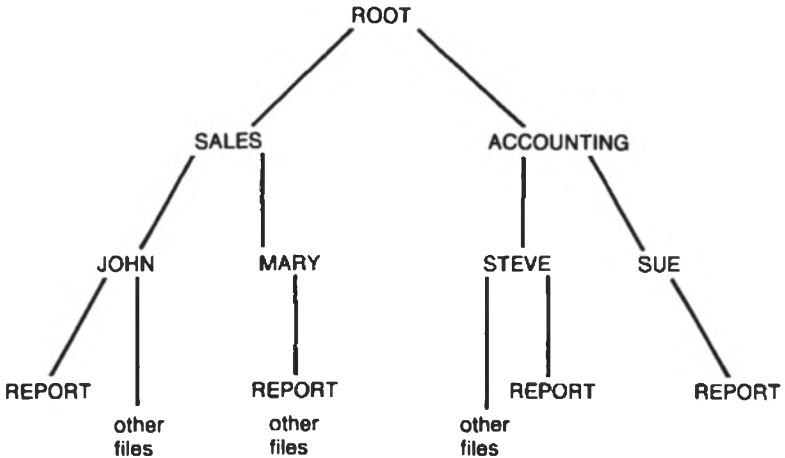 ROOT
SALES
ACCOUNTING
JOHN
MARY
STEVE
SUE
REPORT
other
files
REPORT
other
files
other
files
REPORT
REPORT